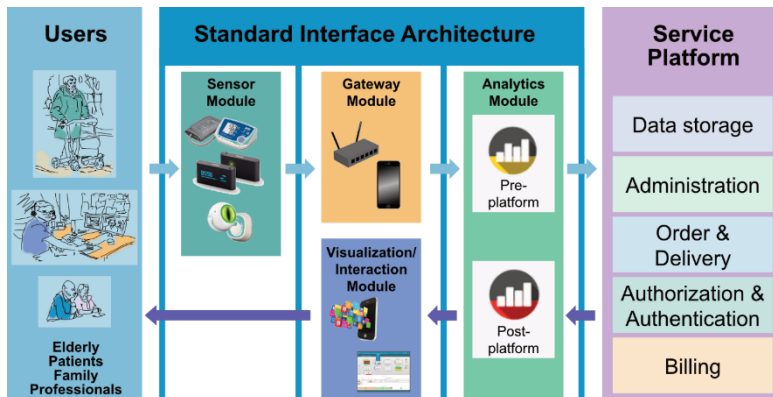 Users
Elderly
Patients
Family
Professionals
Standard Interface Architecture
Sensor
Module
Gateway
Module
Analytics
Module
Pre-
platform
Visualization/
Interaction
Module
Post-
platform
Service
Platform
Data storage
Administration
Order &
Delivery
Authorization &
Authentication
Billing